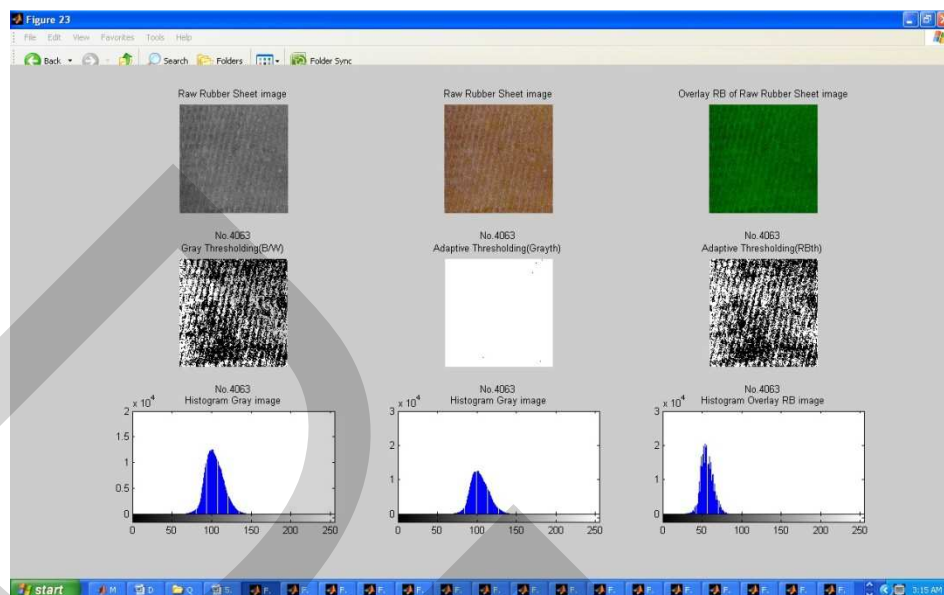 Figure 23
File Edit View Favorites Tools Help
Back Search Folders Folder Sync
Raw Rubber Sheet image
Raw Rubber Sheet image
Overlay RB of Raw Rubber Sheet image
No.4063
Gray Thresholding(B/W)
No.4063
Adaptive Thresholding(Grayth)
No.4063
Adaptive Thresholding(RBth)
No.4063
Histogram Gray image
x 10^4
2
1.5
1
0.5
0
0 50 100 150 200 250
No.4063
Histogram Gray image
x 10^4
3
2
1
0
0 50 100 150 200 250
No.4063
Histogram Overlay RB image
x 10^4
3
2
1
0
0 50 100 150 200 250
start M D Q S. F. F. F. F. F. F. F. F. F. F. F. F. F. F. F. F. 3:15 AM